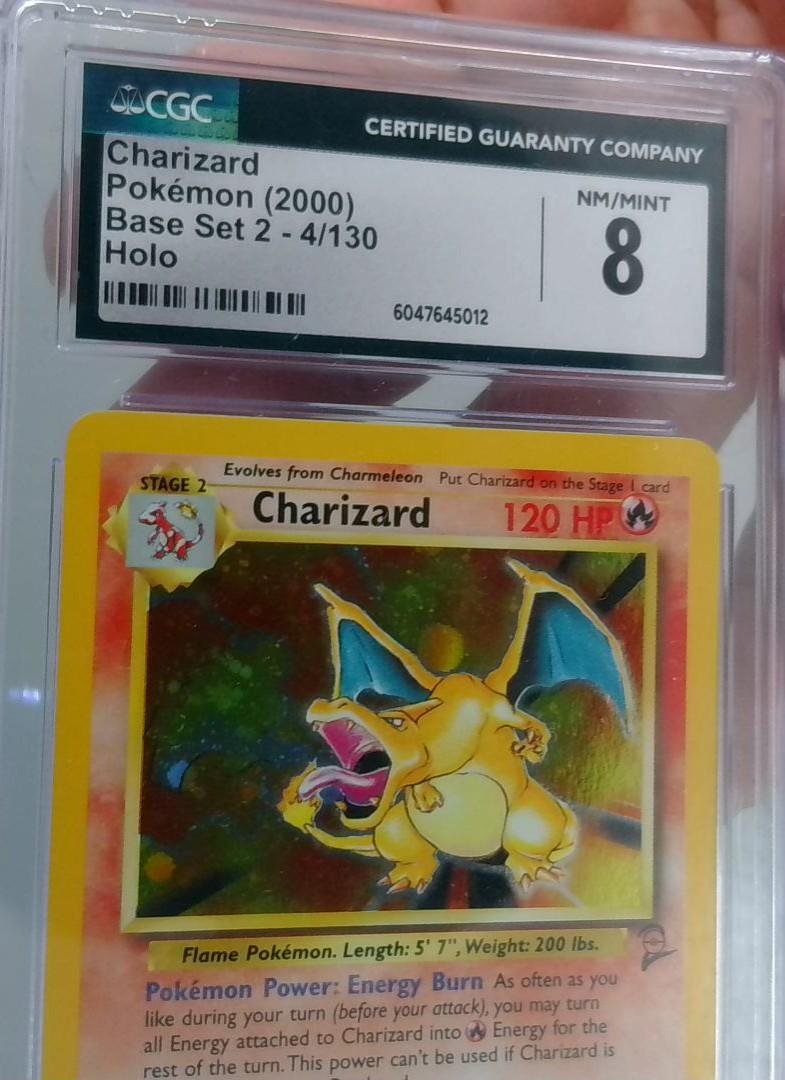 CGC
CERTIFIED GUARANTY COMPANY
Charizard
Pokémon (2000)
Base Set 2 - 4/130
Holo
NM/MINT
8
6047645012
Evolves from Charmeleon Put Charizard on the Stage 1 card
STAGE 2
Charizard 120 HP
Flame Pokémon. Length: 5' 7", Weight: 200 lbs.
Pokémon Power: Energy Burn As often as you
like during your turn (before your attack), you may turn
all Energy attached to Charizard into Energy for the
rest of the turn. This power can't be used if Charizard is